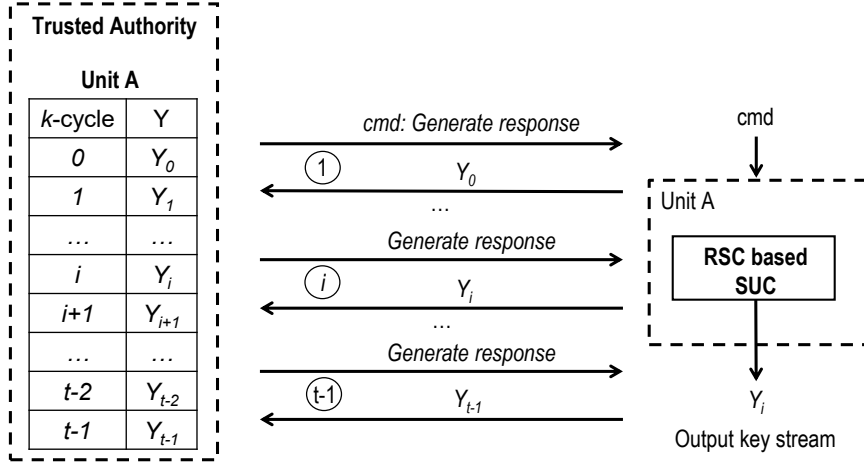 Trusted Authority
Unit A
k-cycle Y
0 Y0
1 Y1
... ...
i Yi
i+1 Yi+1
... ...
t-2 Yt-2
t-1 Yt-1
cmd: Generate response
1
Y0
...
Generate response
i
Yi
...
Generate response
t-1
Yt-1
cmd
Unit A
RSC based
SUC
Yi
Output key stream